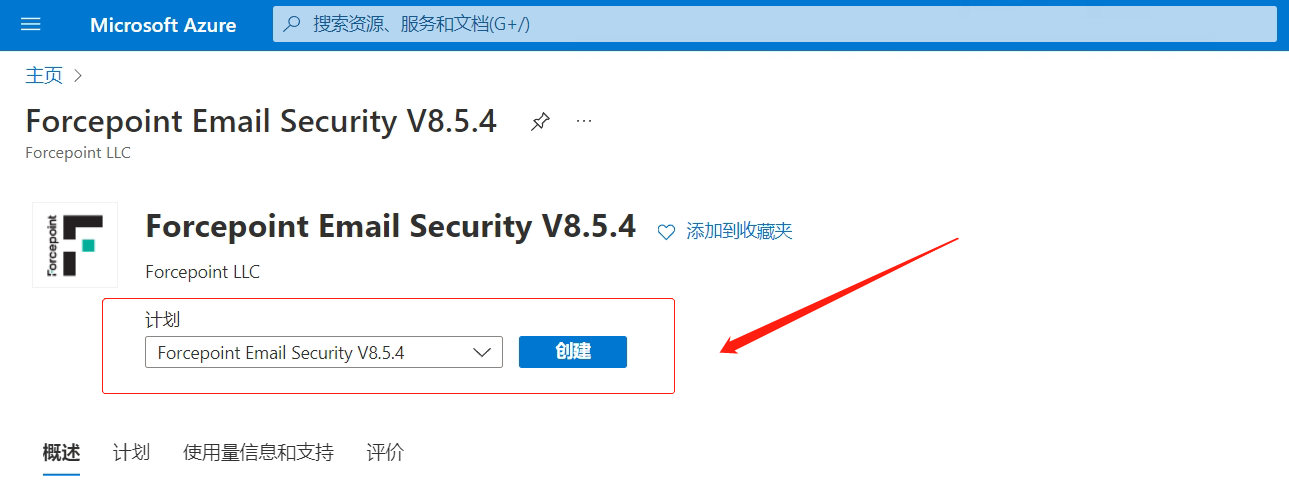 Microsoft Azure
搜索资源、服务和文档(G+/)
主页
Forcepoint Email Security V8.5.4
Forcepoint LLC
Forcepoint
Forcepoint Email Security V8.5.4
添加到收藏夹
Forcepoint LLC
计划
Forcepoint Email Security V8.5.4
创建
概述 计划 使用量信息和支持 评价